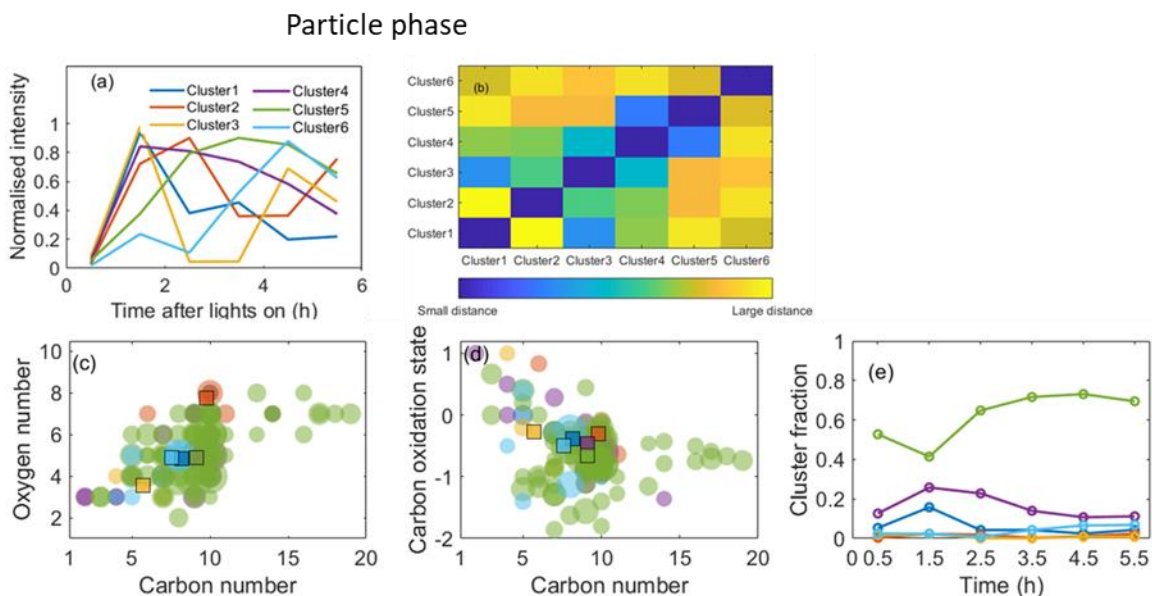 Particle phase
(a)
Cluster1
Cluster2
Cluster3
Cluster4
Cluster5
Cluster6
Normalised intensity
1
0.8
0.6
0.4
0.2
0
0 2 4 6
Time after lights on (h)
(b)
Cluster6
Cluster5
Cluster4
Cluster3
Cluster2
Cluster1
Cluster1 Cluster2 Cluster3 Cluster4 Cluster5 Cluster6
Small distance Large distance
(c)
Oxygen number
10
8
6
4
2
1 5 10 15 20
Carbon number
(d)
Carbon oxidation state
1
0
-1
-2
1 5 10 15 20
Carbon number
(e)
Cluster fraction
1
0.8
0.6
0.4
0.2
0
0.5 1.5 2.5 3.5 4.5 5.5
Time (h)